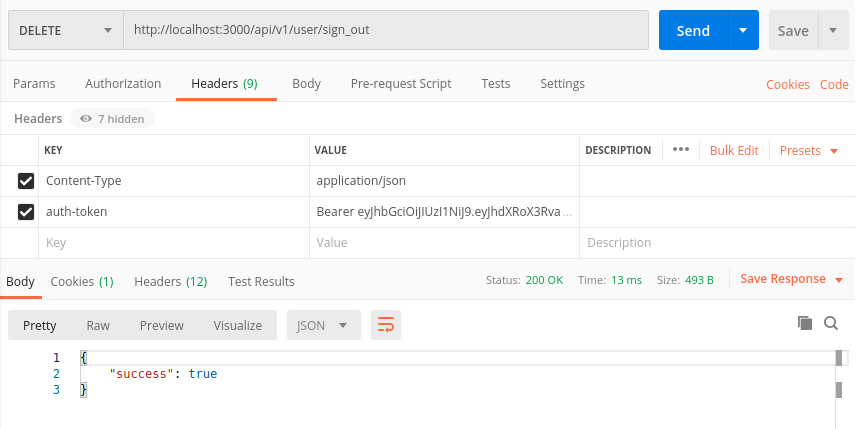 DELETE http://localhost:3000/api/v1/user/sign_out Send Save
Params Authorization Headers (9) Body Pre-request Script Tests Settings Cookies Code
Headers 7 hidden
KEY VALUE DESCRIPTION ••• Bulk Edit Presets
Content-Type application/json
auth-token Bearer eyJhbGciOiJIUzI1NiJ9.eyJhdXRoX3Rva...
Key Value Description
Body Cookies (1) Headers (12) Test Results Status: 200 OK Time: 13 ms Size: 493 B Save Response
Pretty Raw Preview Visualize JSON
1 {
2 "success": true
3 }